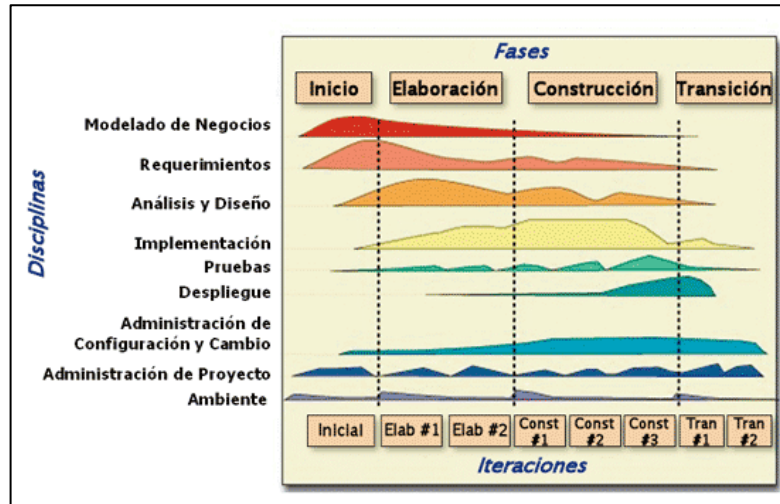 Fases
Inicio
Elaboración
Construcción
Transición
Disciplinas
Modelado de Negocios
Requerimientos
Análisis y Diseño
Implementación
Pruebas
Despliegue
Administración de
Configuración y Cambio
Administración de Proyecto
Ambiente
Inicial
Elab #1
Elab #2
Const
#1
Const
#2
Const
#3
Tran
#1
Tran
#2
Iteraciones